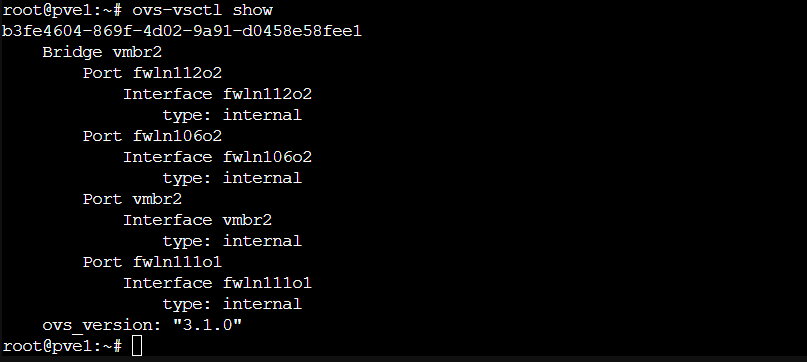 root@pve1:~# ovs-vsctl show
b3fe4604-869f-4d02-9a91-d0458e58fee1
    Bridge vmbr2
        Port fwln112o2
            Interface fwln112o2
                type: internal
        Port fwln106o2
            Interface fwln106o2
                type: internal
        Port vmbr2
            Interface vmbr2
                type: internal
        Port fwln111o1
            Interface fwln111o1
                type: internal
    ovs_version: "3.1.0"
root@pve1:~#